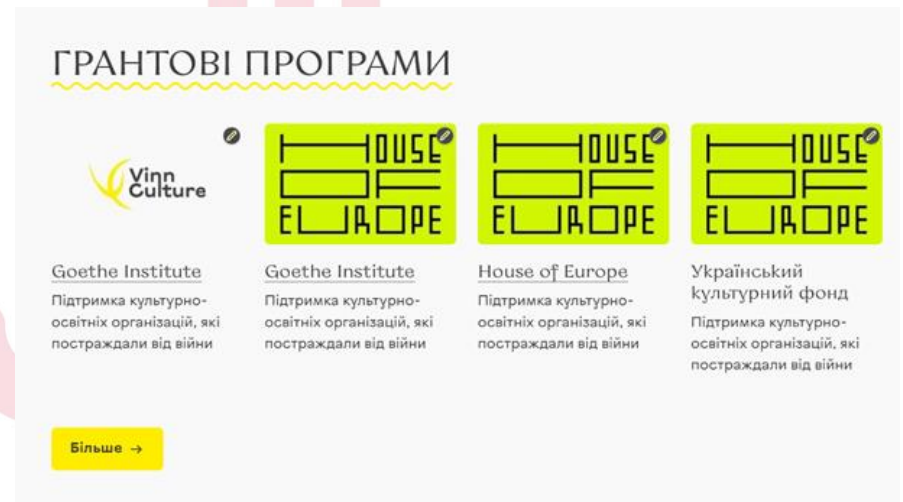 ГРАНТОВІ ПРОГРАМИ
Vinn
Culture
HOUSE
OF
EUROPE
HOUSE
OF
EUROPE
HOUSE
OF
EUROPE
Goethe Institute
Підтримка культурно-
освітніх організацій, які
постраждали від війни
Goethe Institute
Підтримка культурно-
освітніх організацій, які
постраждали від війни
House of Europe
Підтримка культурно-
освітніх організацій, які
постраждали від війни
Український
культурний фонд
Підтримка культурно-
освітніх організацій, які
постраждали від війни
Більше →